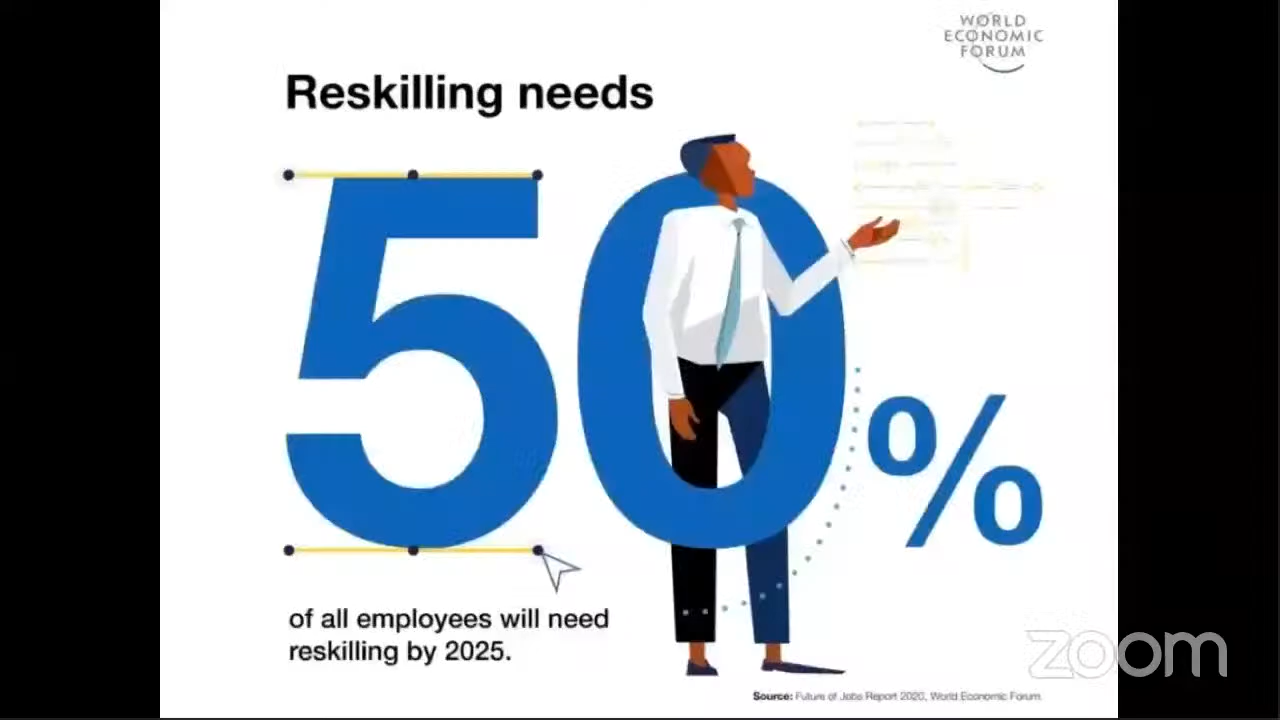 WORLD
ECONOMIC
FORUM
Reskilling needs
50%
of all employees will need
reskilling by 2025.
zoom
Source: Future of Jobs Report 2020, World Economic Forum